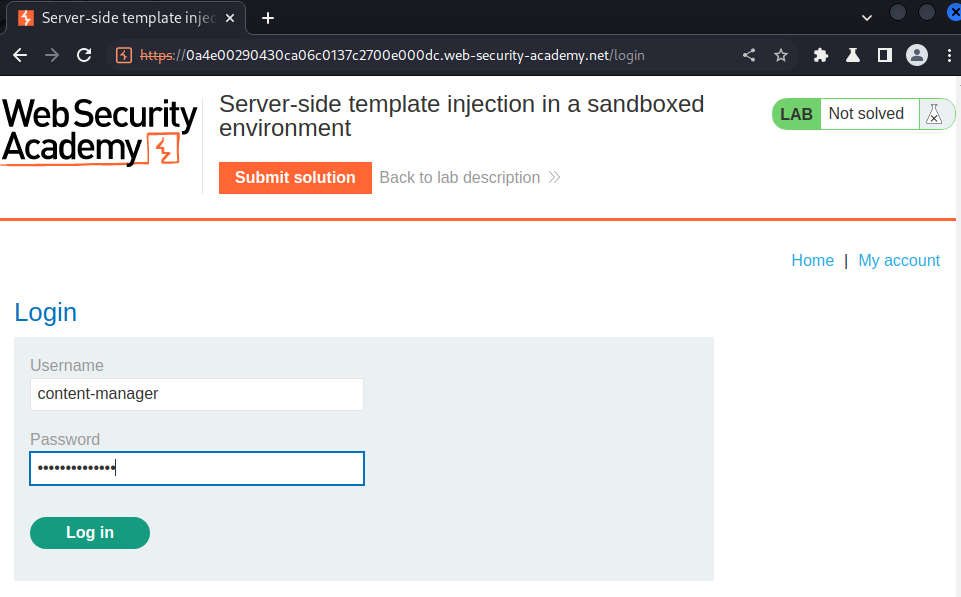 Server-side template injec
https://0a4e00290430ca06c0137c2700e000dc.web-security-academy.net/login
Web Security
Academy
Server-side template injection in a sandboxed
environment
LAB Not solved
Submit solution Back to lab description
Home | My account
Login
Username
content-manager
Password
••••••••••••••
Log in